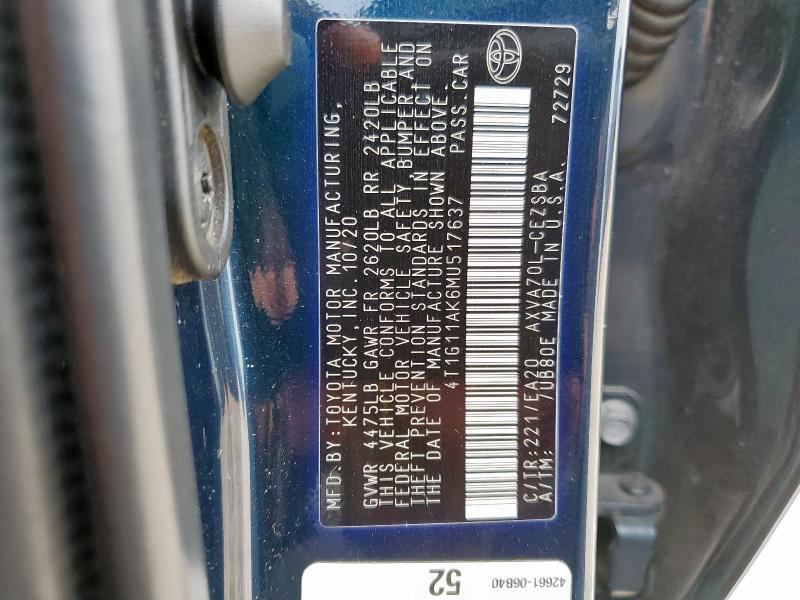 MFD.BY:TOYOTA MOTOR MANUFACTURING,
KENTUCKY, INC. 10/20
GVWR 4475LB GAWR FR 2620LB RR 2420LB
THIS VEHICLE CONFORMS TO ALL APPLICABLE
FEDERAL MOTOR VEHICLE SAFETY, BUMPER AND
THEFT PREVENTION STANDARDS IN EFFECT ON
THE DATE OF MANUFACTURE SHOWN ABOVE.
4T1G11AK6MU517637 PASS. CAR
C/TR:221/EA20 AXVA70L-CEZSBA
A/TM: /UB80E MADE IN U.S.A. 72729
52
42661-06B40